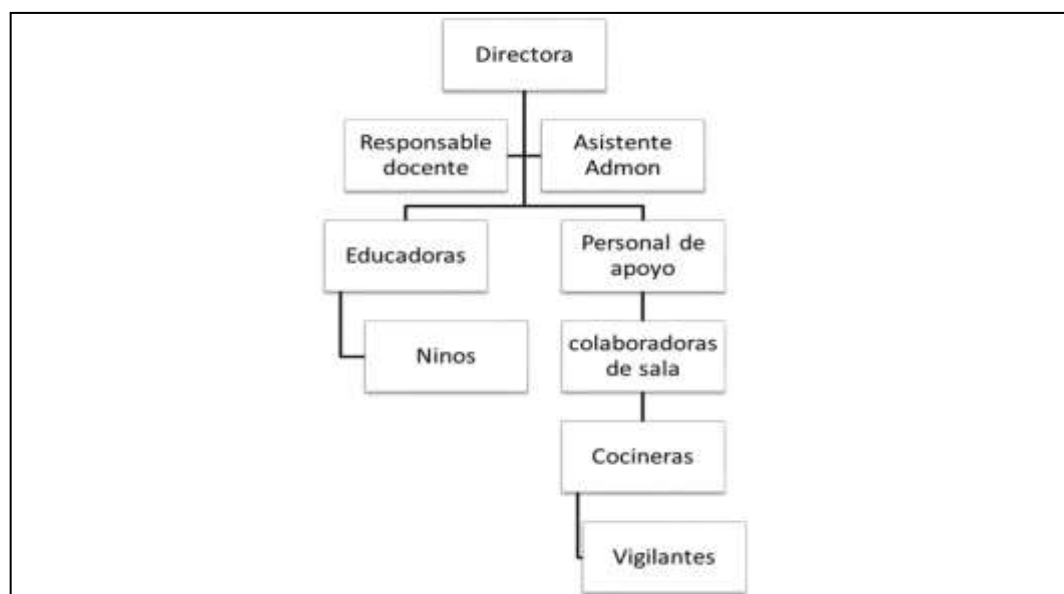 Directora
Responsable
docente
Asistente
Admon
Educadoras
Personal de
apoyo
Ninos
colaboradoras
de sala
Cocineras
Vigilantes